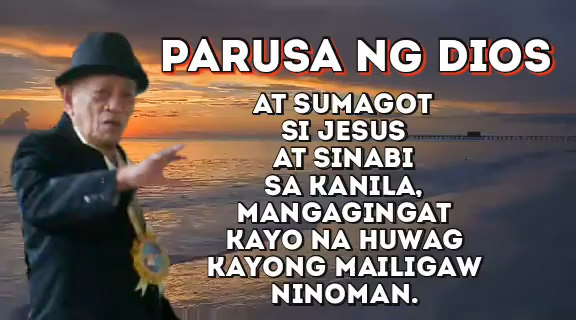 PARUSA NG DIOS
AT SUMAGOT
SI JESUS
AT SINABI
SA KANILA,
MANGAGINGAT
KAYO NA HUWAG
KAYONG MAILIGAW
NINOMAN.